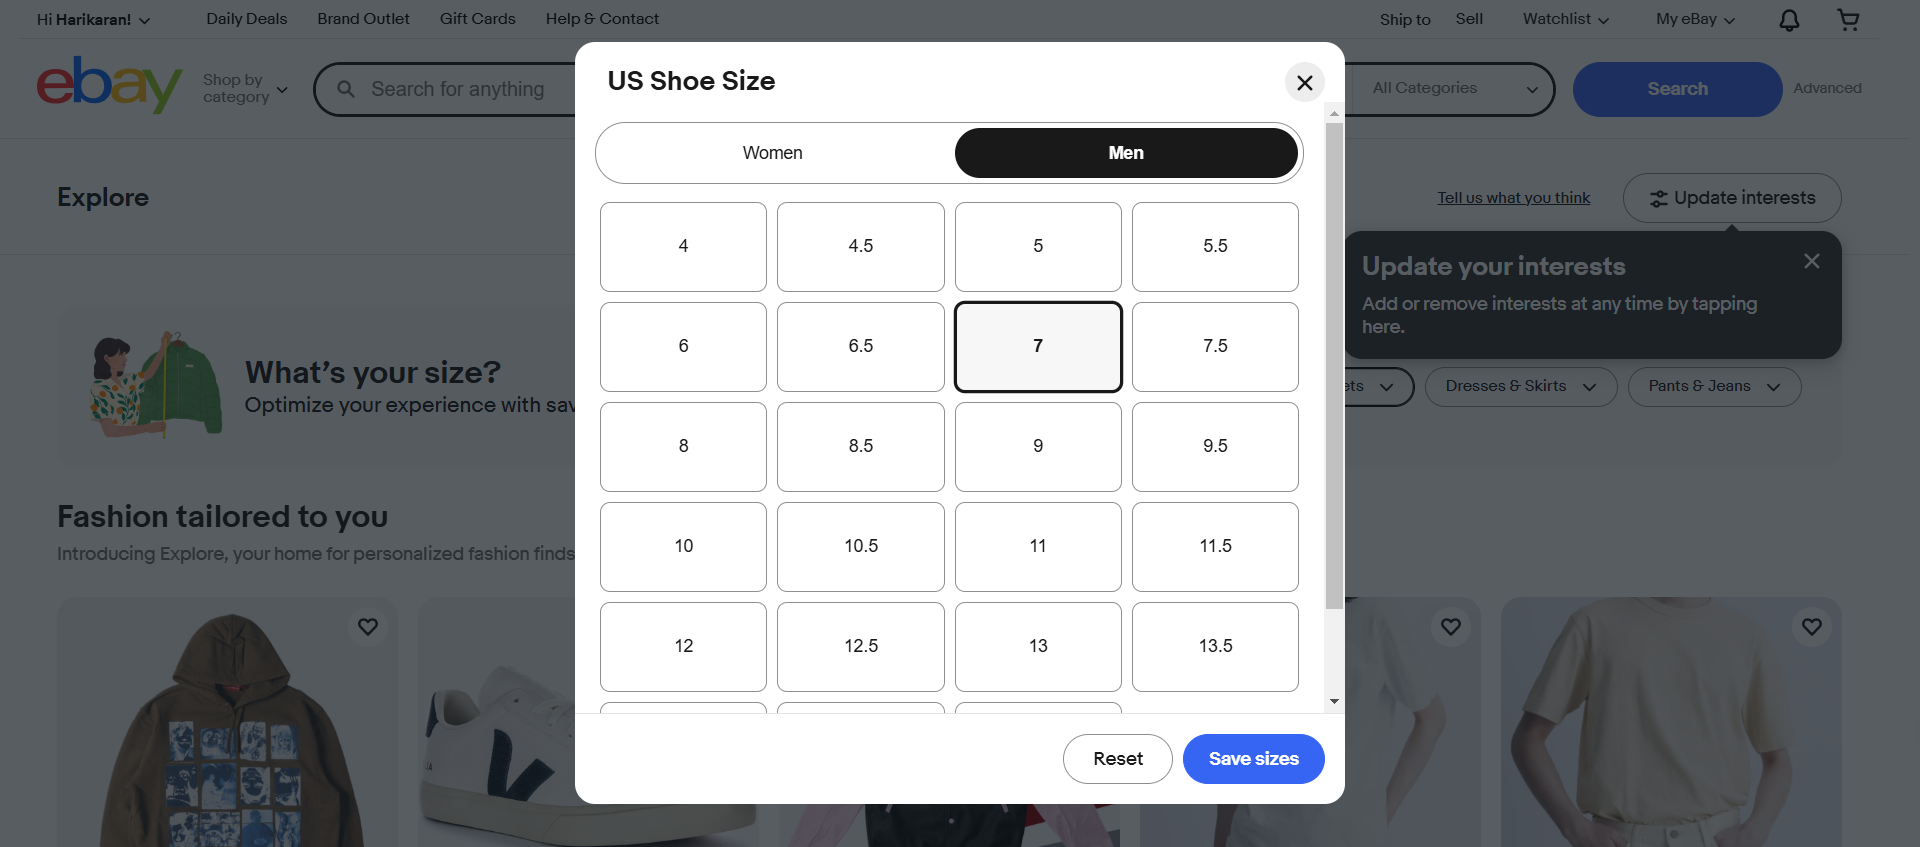 Hi Harikaran!
Daily Deals
Brand Outlet
Gift Cards
Help & Contact
Ship to
Sell
Watchlist
My eBay
ebay
Shop by
category
Search for anything
All Categories
Search
Advanced
Explore
Tell us what you think
Update interests
Update your interests
Add or remove interests at any time by tapping
here.
What's your size?
Optimize your experience with sav
ets
Dresses & Skirts
Pants & Jeans
Fashion tailored to you
Introducing Explore, your home for personalized fashion finds
US Shoe Size
Women
Men
4
4.5
5
5.5
6
6.5
7
7.5
8
8.5
9
9.5
10
10.5
11
11.5
12
12.5
13
13.5
Reset
Save sizes